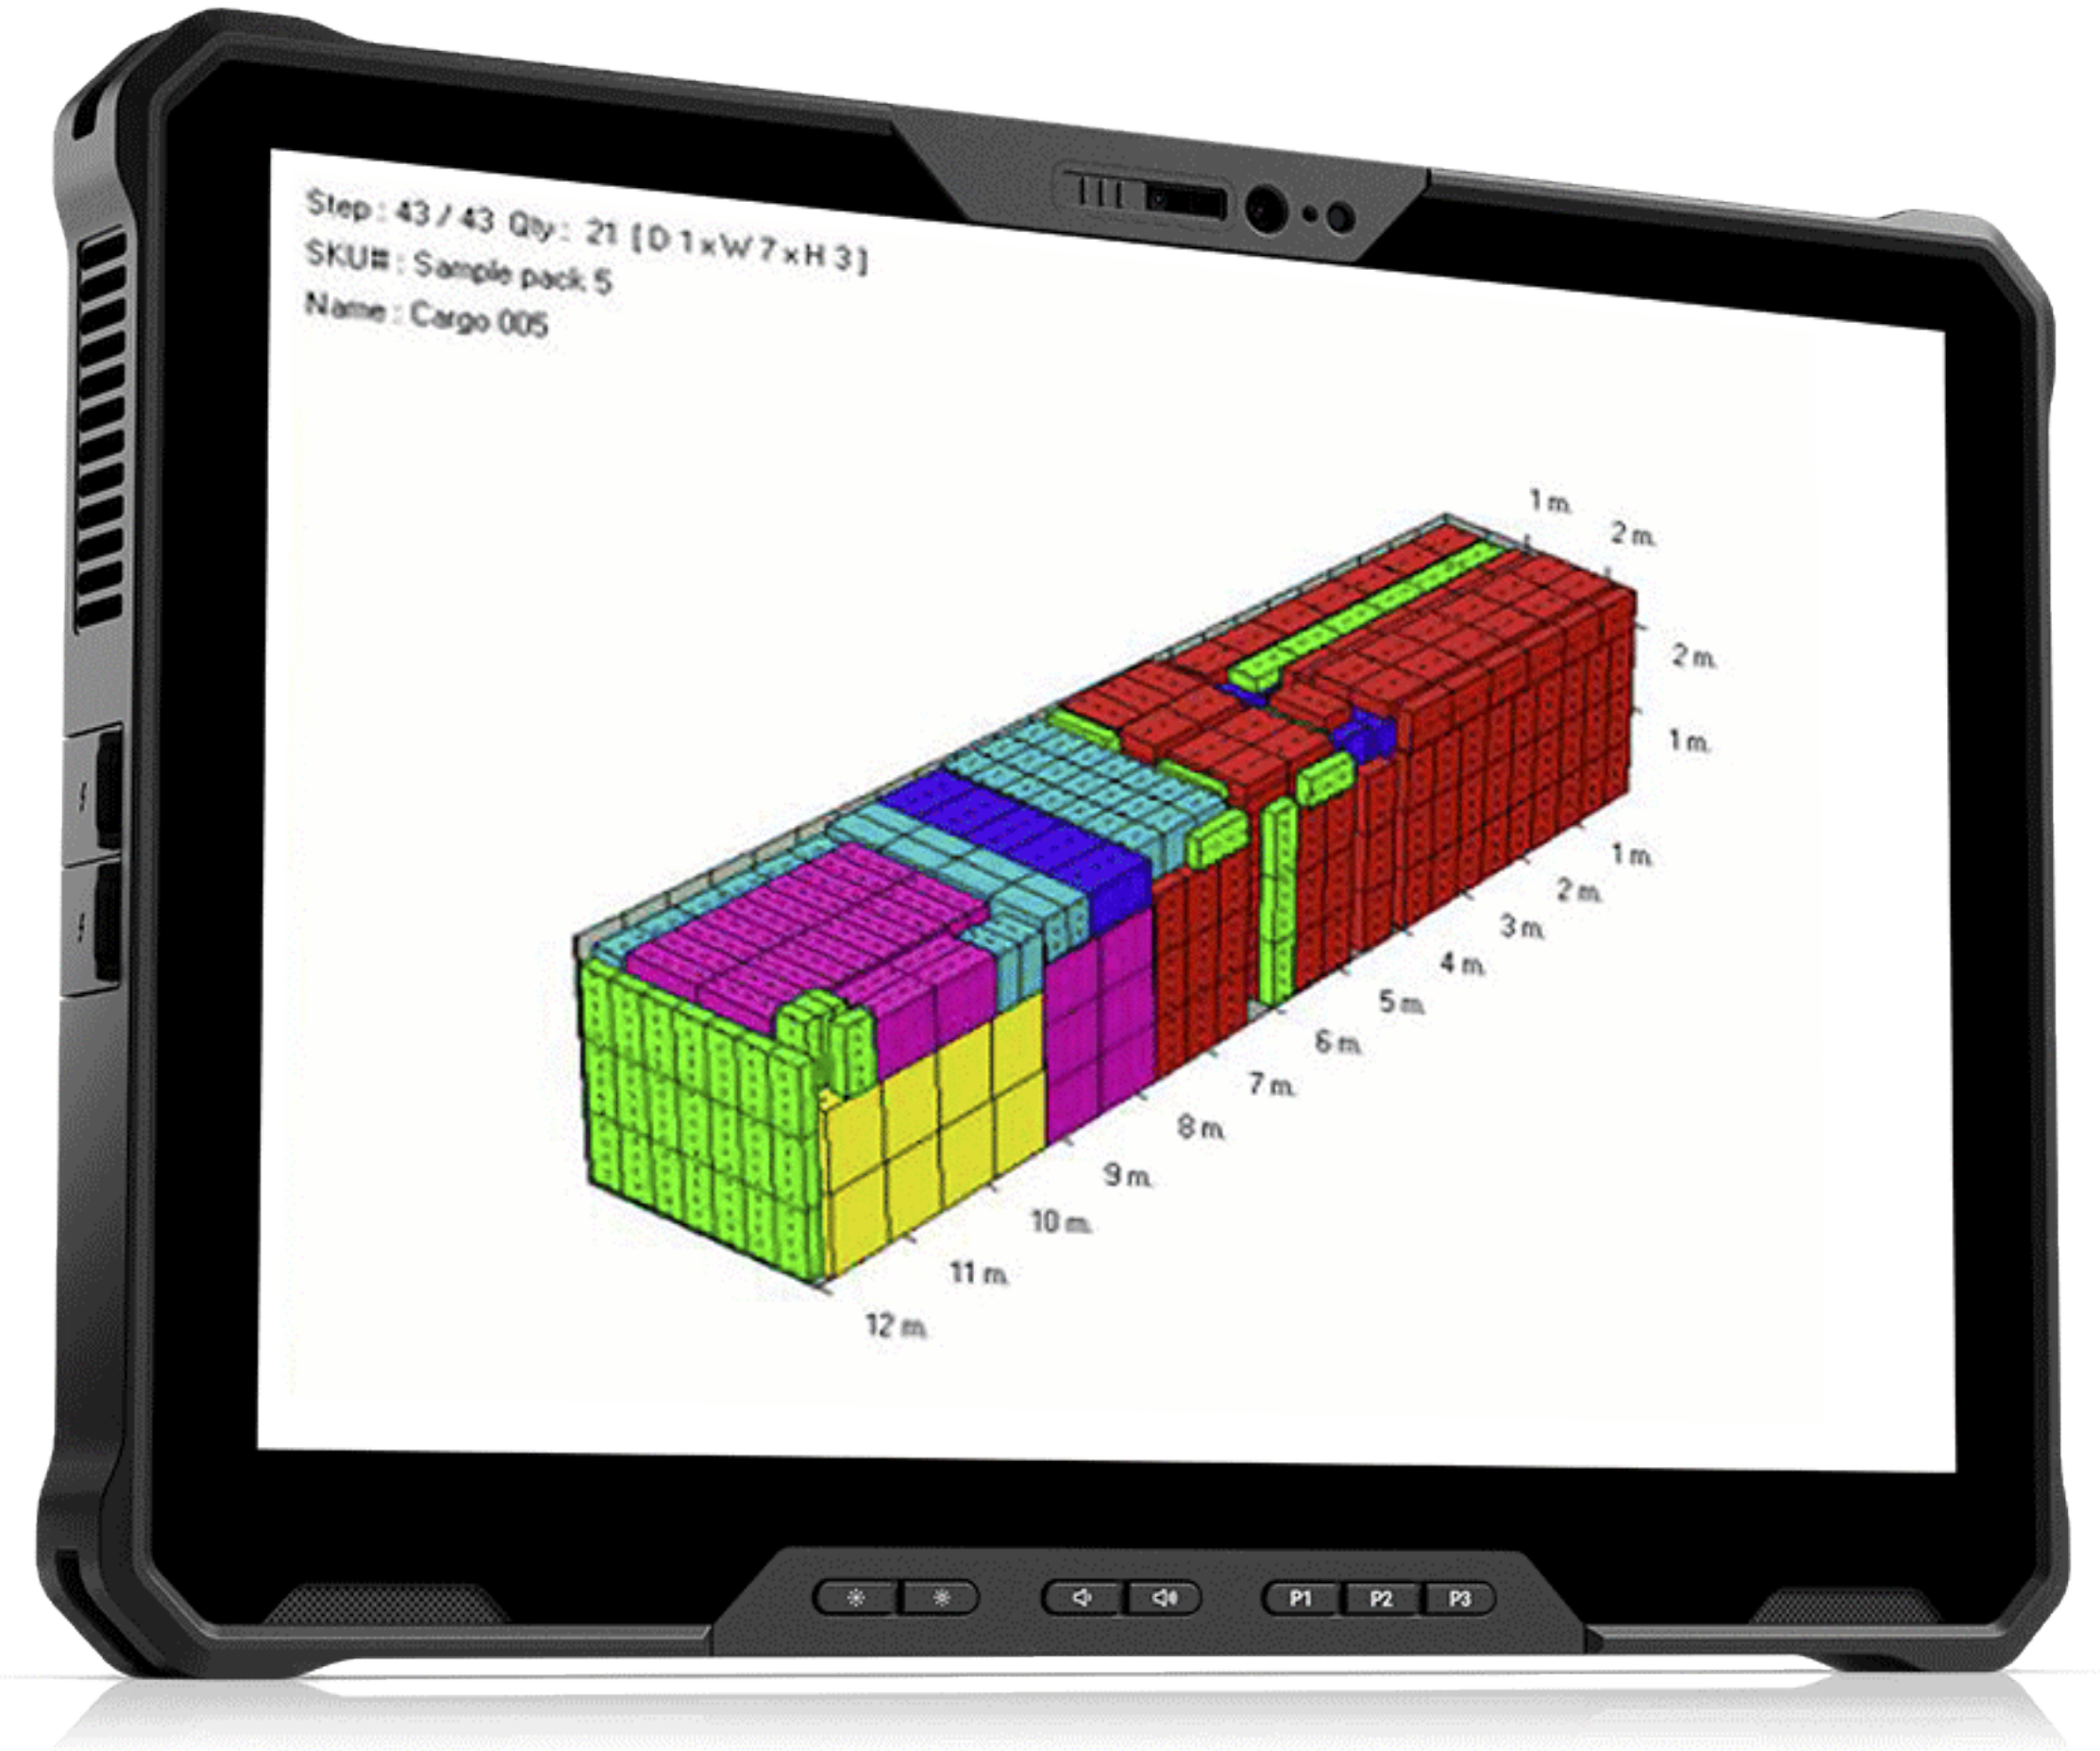 Step : 43 / 43 Qty : 21 [ D 1 x W 7 x H 3 ]
SKU# : Sample pack 5
Name : Cargo 005
1 m.
2 m.
2 m.
1 m.
1 m.
2 m.
3 m.
4 m.
5 m.
6 m.
7 m.
8 m.
9 m.
10 m.
11 m.
12 m.
P1 P2 P3